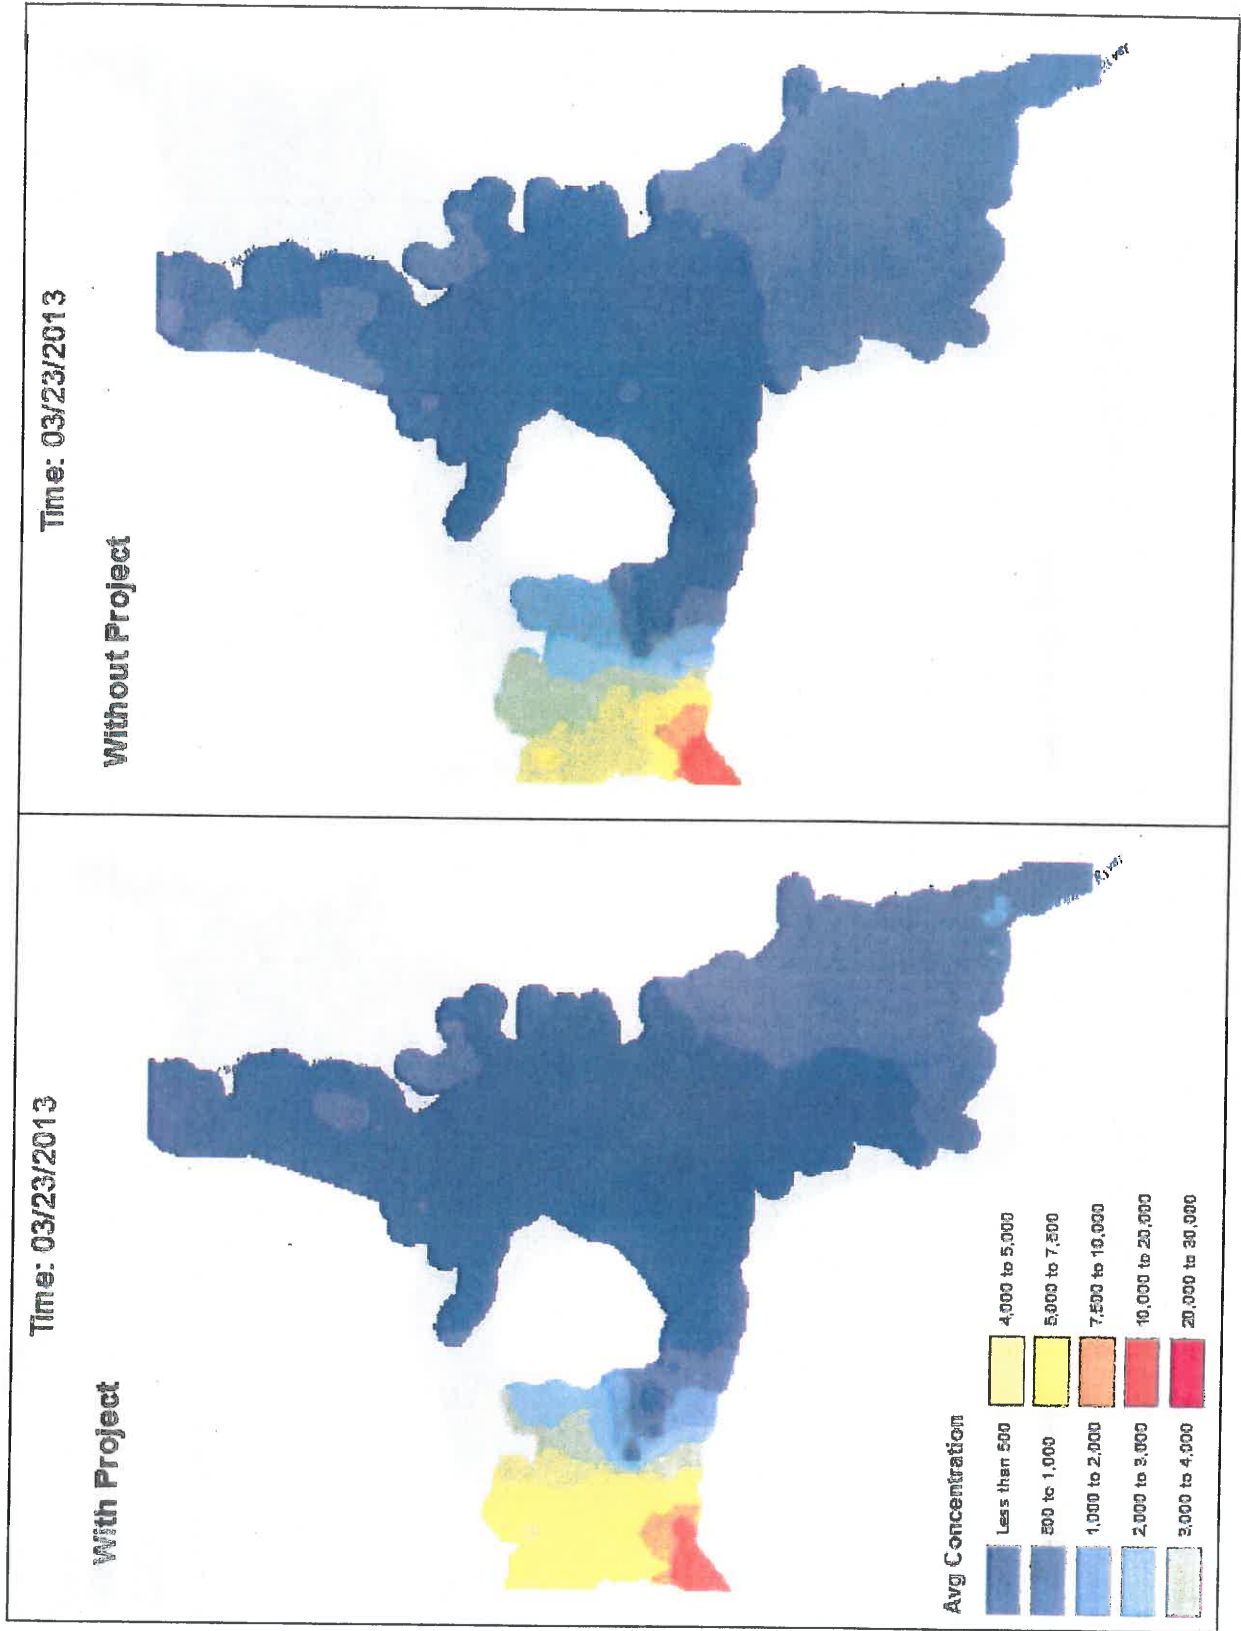 Time: 03/23/2013
With Project
River
Avg Concentration
Less than 500
500 to 1,000
1,000 to 2,000
2,000 to 3,000
3,000 to 4,000
4,000 to 5,000
5,000 to 7,500
7,500 to 10,000
10,000 to 20,000
20,000 to 30,000
Time: 03/23/2013
Without Project
River